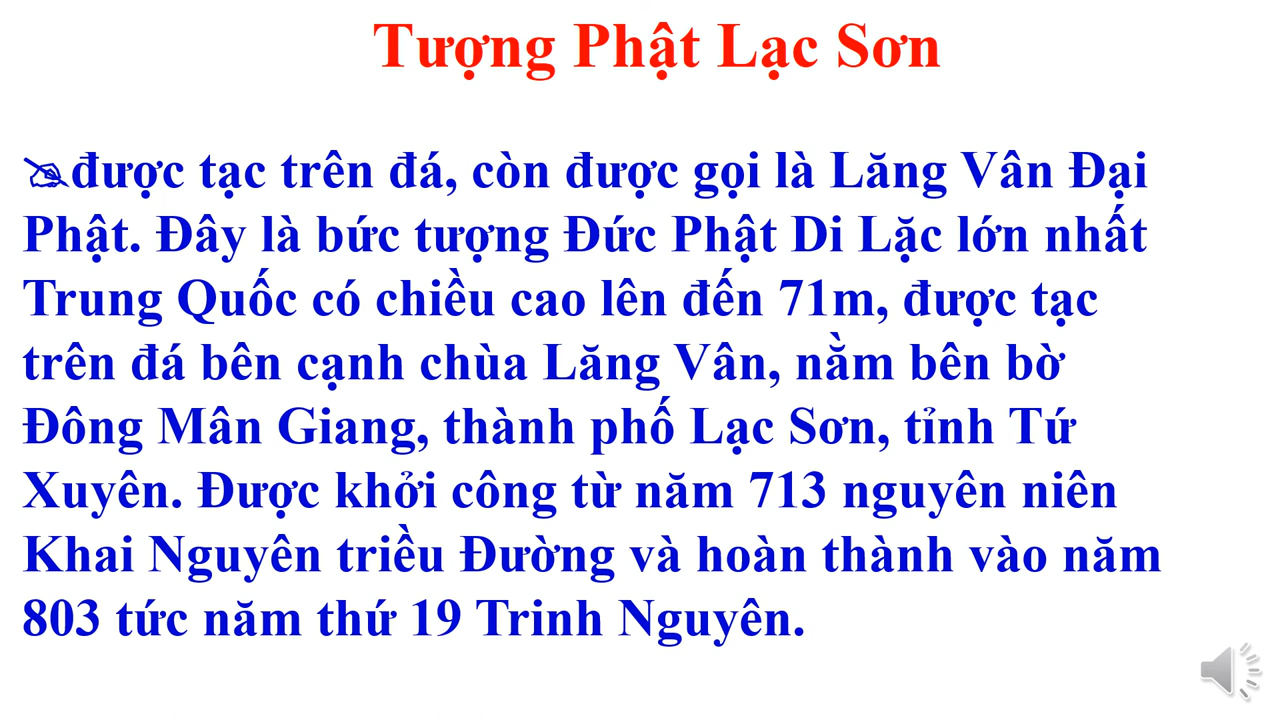 Tượng Phật Lạc Sơn
được tạc trên đá, còn được gọi là Lăng Vân Đại
Phật. Đây là bức tượng Đức Phật Di Lặc lớn nhất
Trung Quốc có chiều cao lên đến 71m, được tạc
trên đá bên cạnh chùa Lăng Vân, nằm bên bờ
Đông Mân Giang, thành phố Lạc Sơn, tỉnh Tứ
Xuyên. Được khởi công từ năm 713 nguyên niên
Khai Nguyên triều Đường và hoàn thành vào năm
803 tức năm thứ 19 Trinh Nguyên.